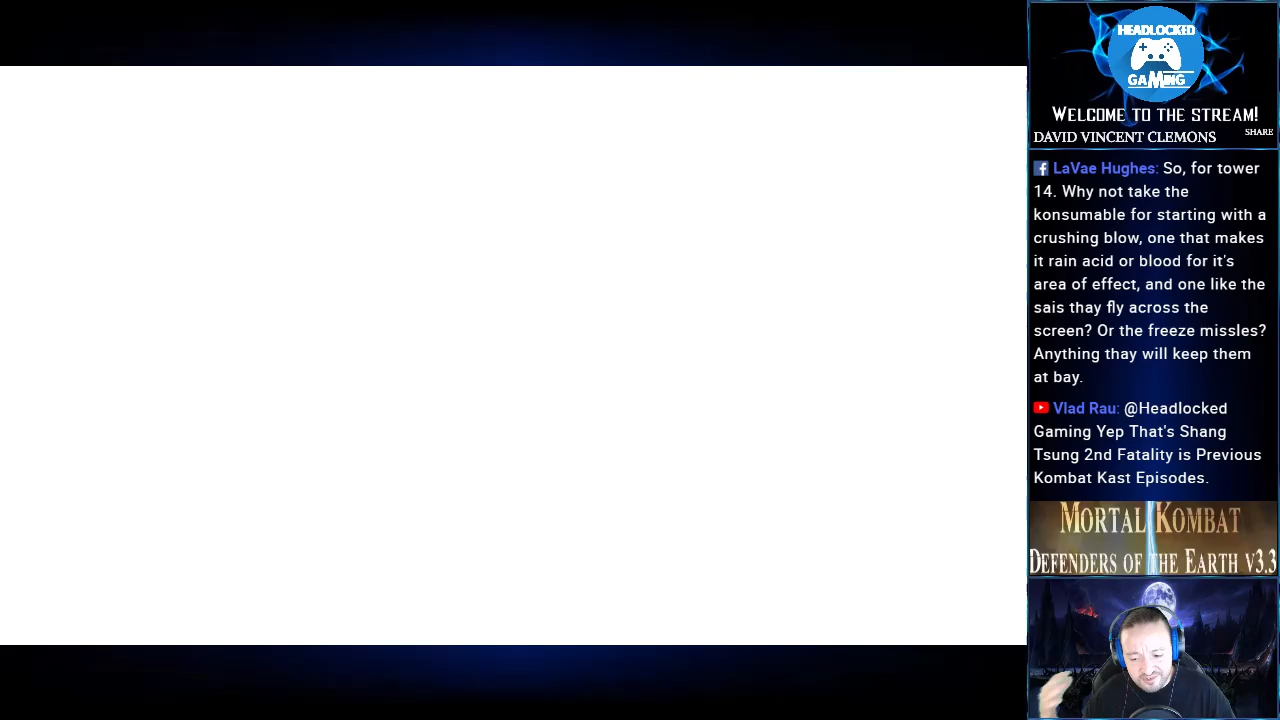 HEADLOCKED
GAMING
WELCOME TO THE STREAM!
DAVID VINCENT CLEMONS
SHARE
LaVae Hughes: So, for tower
14. Why not take the
konsumable for starting with a
crushing blow, one that makes
it rain acid or blood for it's
area of effect, and one like the
sais thay fly across the
screen? Or the freeze missles?
Anything thay will keep them
at bay.
Vlad Rau: @Headlocked
Gaming Yep That's Shang
Tsung 2nd Fatality is Previous
Kombat Kast Episodes.
MORTAL KOMBAT
DEFENDERS OF THE EARTH V3.3